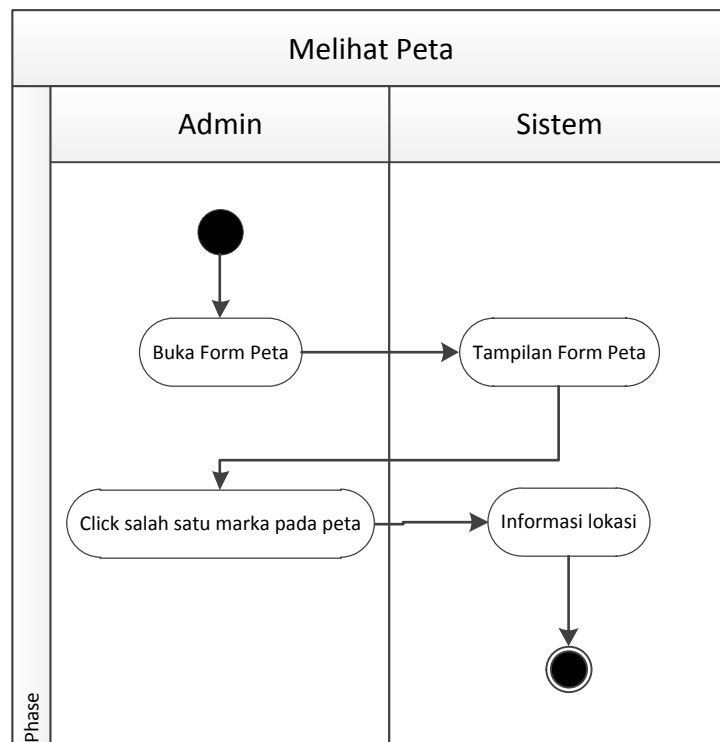 Melihat Peta
Admin
Sistem
Buka Form Peta
Tampilan Form Peta
Click salah satu marka pada peta
Informasi lokasi
Phase